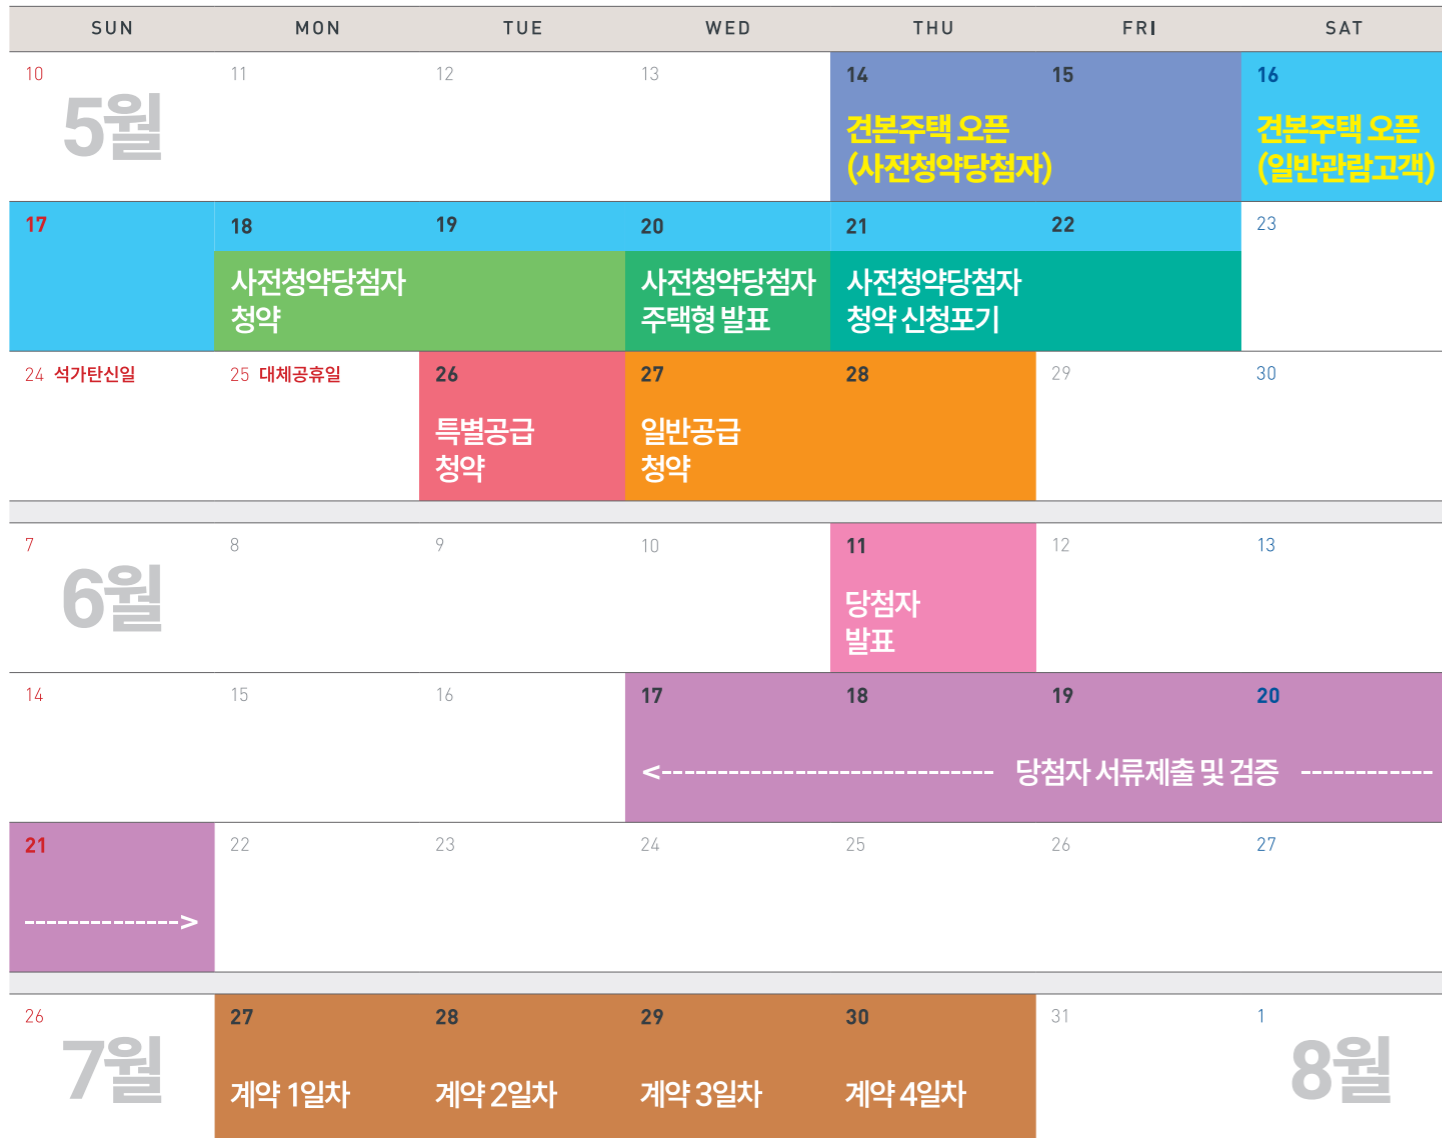 SUN MON TUE WED THU FRI SAT
10 11 12 13 14 15 16
5월
견본주택 오픈 견본주택 오픈
(사전청약당첨자) (일반관람고객)
17 18 19 20 21 22 23
사전청약당첨자 사전청약당첨자 사전청약당첨자
청약 주택형 발표 청약 신청포기
24 석가탄신일 25 대체공휴일 26 27 28 29 30
특별공급 일반공급
청약 청약
7 8 9 10 11 12 13
6월
당첨자
발표
14 15 16 17 18 19 20
<------------------------------ 당첨자 서류제출 및 검증 ------------
21 22 23 24 25 26 27
-------------->
26 27 28 29 30 31 1
7월 8월
계약 1일차 계약 2일차 계약 3일차 계약 4일차